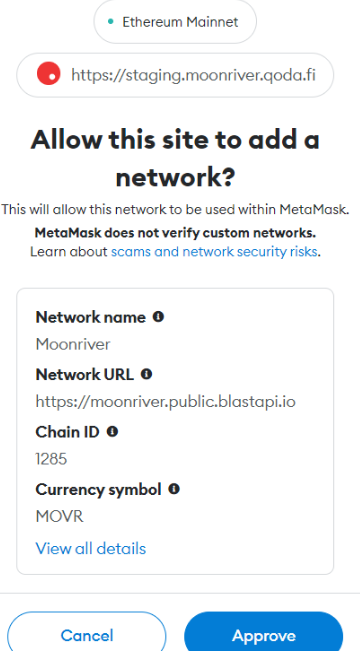 Ethereum Mainnet
https://staging.moonriver.qoda.fi
Allow this site to add a
network?
This will allow this network to be used within MetaMask.
MetaMask does not verify custom networks.
Learn about scams and network security risks.
Network name
Moonriver
Network URL
https://moonriver.public.blastapi.io
Chain ID
1285
Currency symbol
MOVR
View all details
Cancel
Approve